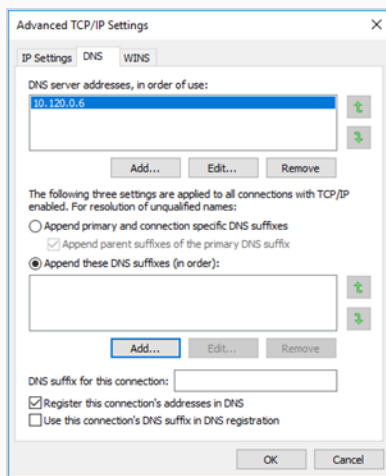 Advanced TCP/IP Settings
IP Settings DNS WINS
DNS server addresses, in order of use:
10.120.0.6
Add... Edit... Remove
The following three settings are applied to all connections with TCP/IP
enabled. For resolution of unqualified names:
Append primary and connection specific DNS suffixes
Append parent suffixes of the primary DNS suffix
Append these DNS suffixes (in order):
Add... Edit... Remove
DNS suffix for this connection:
Register this connection's addresses in DNS
Use this connection's DNS suffix in DNS registration
OK Cancel